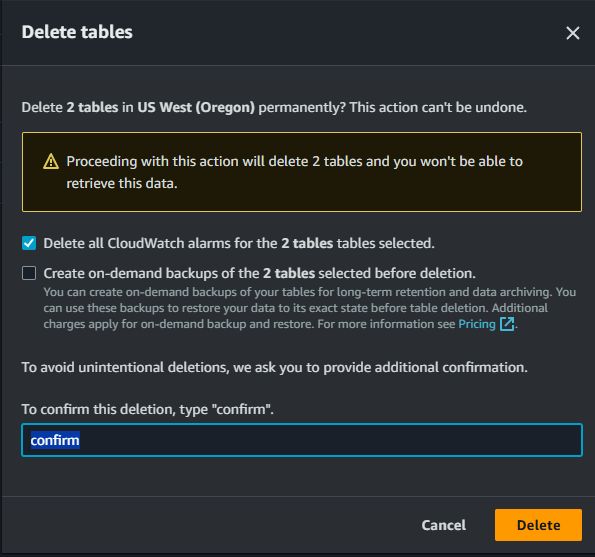 Delete tables
Delete 2 tables in US West (Oregon) permanently? This action can't be undone.
Proceeding with this action will delete 2 tables and you won't be able to
retrieve this data.
Delete all CloudWatch alarms for the 2 tables tables selected.
Create on-demand backups of the 2 tables selected before deletion.
You can create on-demand backups of your tables for long-term retention and data archiving. You
can use these backups to restore your data to its exact state before table deletion. Additional
charges apply for on-demand backup and restore. For more information see Pricing.
To avoid unintentional deletions, we ask you to provide additional confirmation.
To confirm this deletion, type "confirm".
confirm
Cancel
Delete